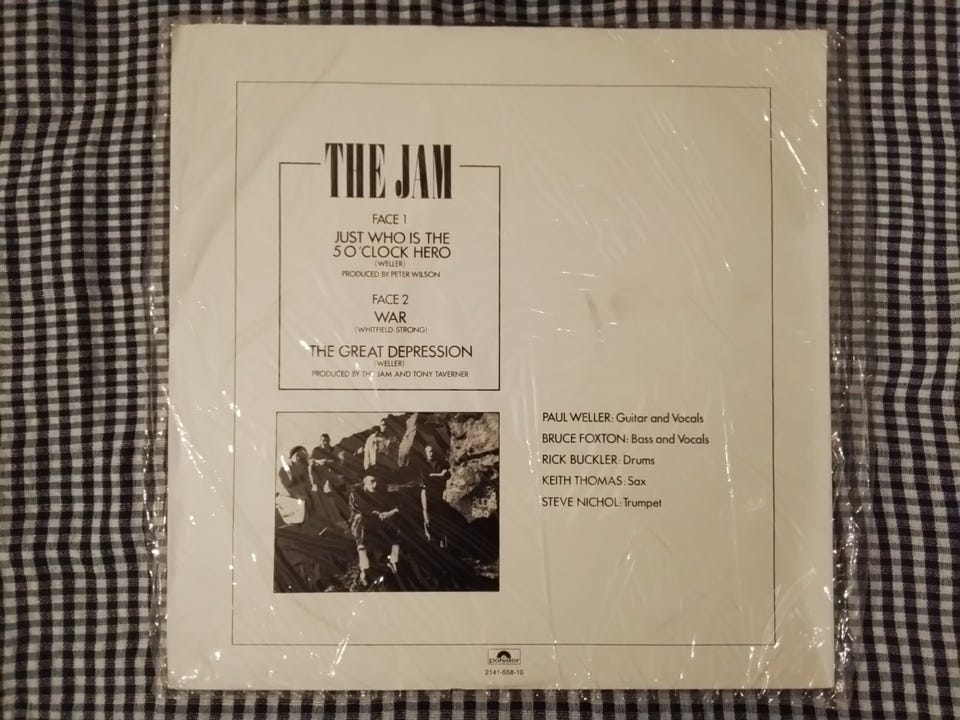 THE JAM
FACE 1
JUST WHO IS THE
5 O'CLOCK HERO
(WELLER)
PRODUCED BY PETER WILSON
FACE 2
WAR
(WHITFIELD-STRONG)
THE GREAT DEPRESSION
(WELLER)
PRODUCED BY THE JAM AND TONY TAVERNER
PAUL WELLER: Guitar and Vocals
BRUCE FOXTON: Bass and Vocals
RICK BUCKLER: Drums
KEITH THOMAS: Sax
STEVE NICHOL: Trumpet
polydor
2141-558-10